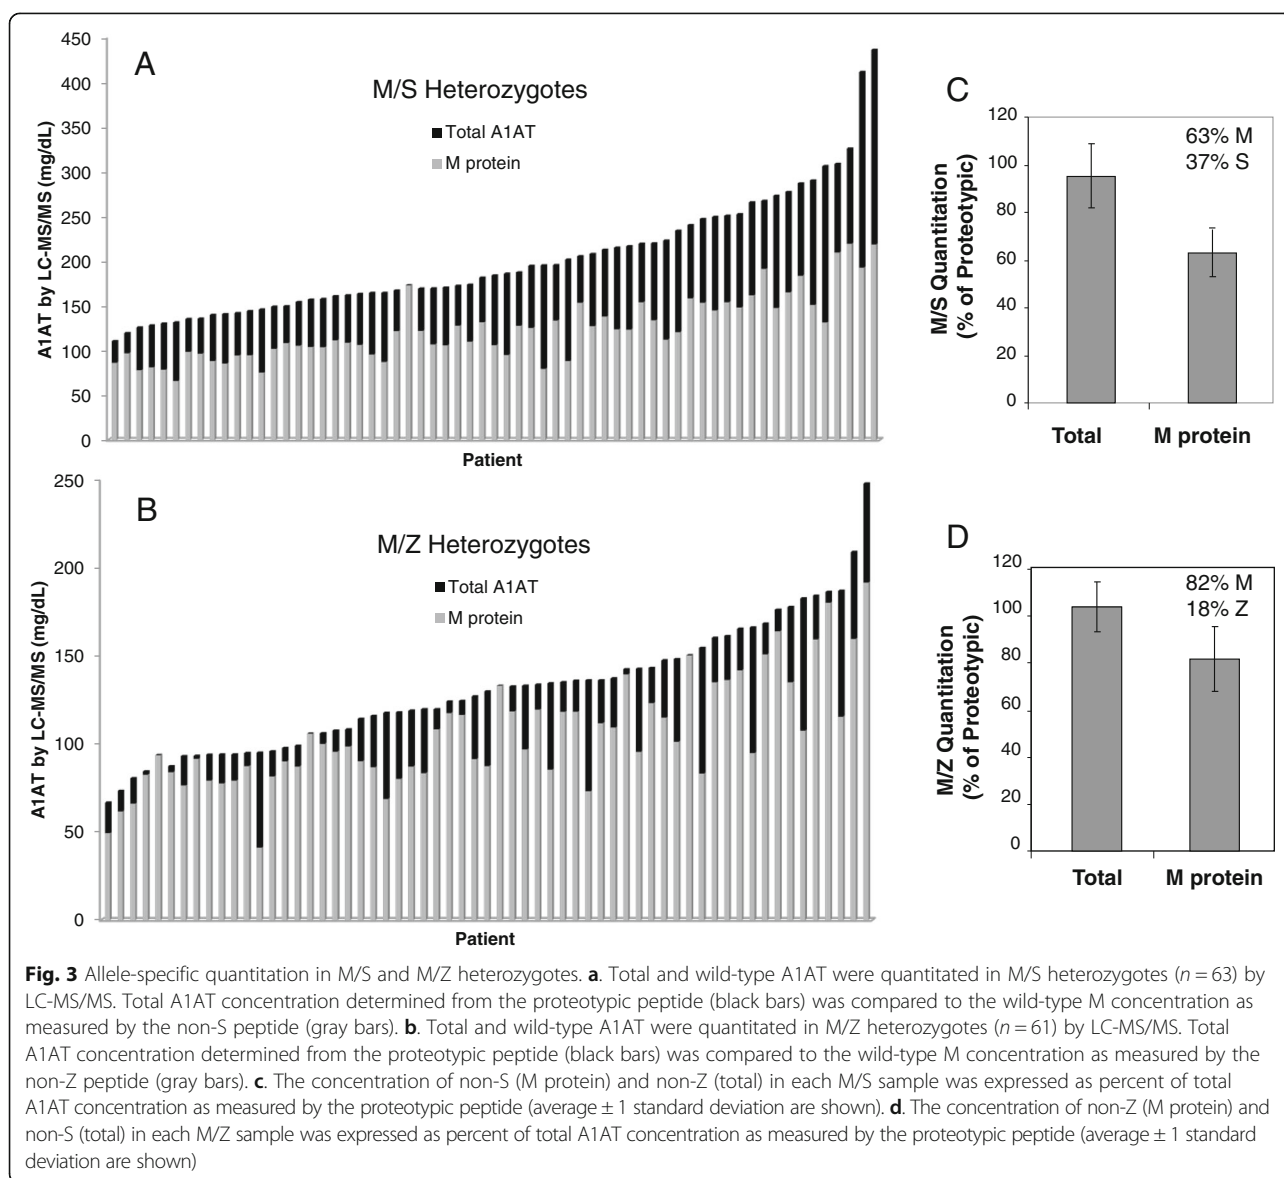 A
M/S Heterozygotes
Total A1AT
M protein
A1AT by LC-MS/MS (mg/dL)
450
400
350
300
250
200
150
100
50
0
Patient
C
63% M
37% S
M/S Quantitation
(% of Proteotypic)
120
100
80
60
40
20
0
Total M protein
B
M/Z Heterozygotes
Total A1AT
M protein
A1AT by LC-MS/MS (mg/dL)
250
200
150
100
50
0
Patient
D
82% M
18% Z
M/Z Quantitation
(% of Proteotypic)
120
100
80
60
40
20
0
Total M protein
Fig. 3 Allele-specific quantitation in M/S and M/Z heterozygotes. a. Total and wild-type A1AT were quantitated in M/S heterozygotes (n = 63) by
LC-MS/MS. Total A1AT concentration determined from the proteotypic peptide (black bars) was compared to the wild-type M concentration as
measured by the non-S peptide (gray bars). b. Total and wild-type A1AT were quantitated in M/Z heterozygotes (n = 61) by LC-MS/MS. Total
A1AT concentration determined from the proteotypic peptide (black bars) was compared to the wild-type M concentration as measured by the
non-Z peptide (gray bars). c. The concentration of non-S (M protein) and non-Z (total) in each M/S sample was expressed as percent of total
A1AT concentration as measured by the proteotypic peptide (average ± 1 standard deviation are shown). d. The concentration of non-Z (M protein) and
non-S (total) in each M/Z sample was expressed as percent of total A1AT concentration as measured by the proteotypic peptide (average ± 1 standard
deviation are shown)